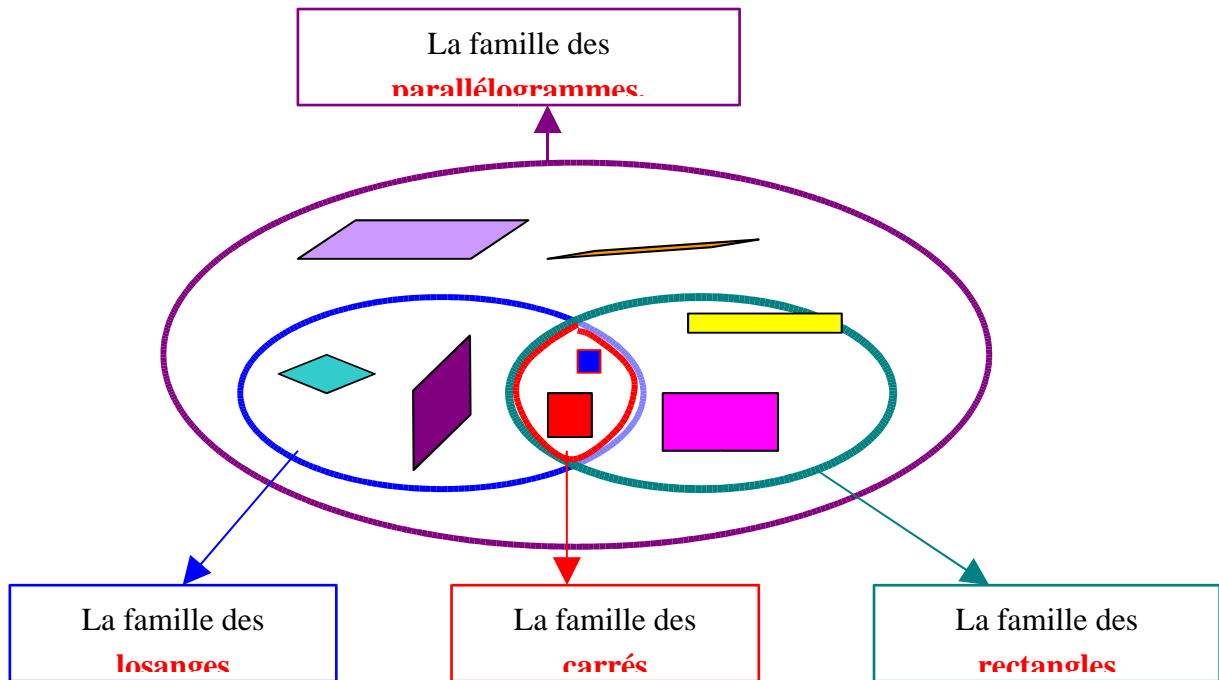 La famille des
parallélogrammes.
La famille des
losanges
La famille des
carrés
La famille des
rectangles